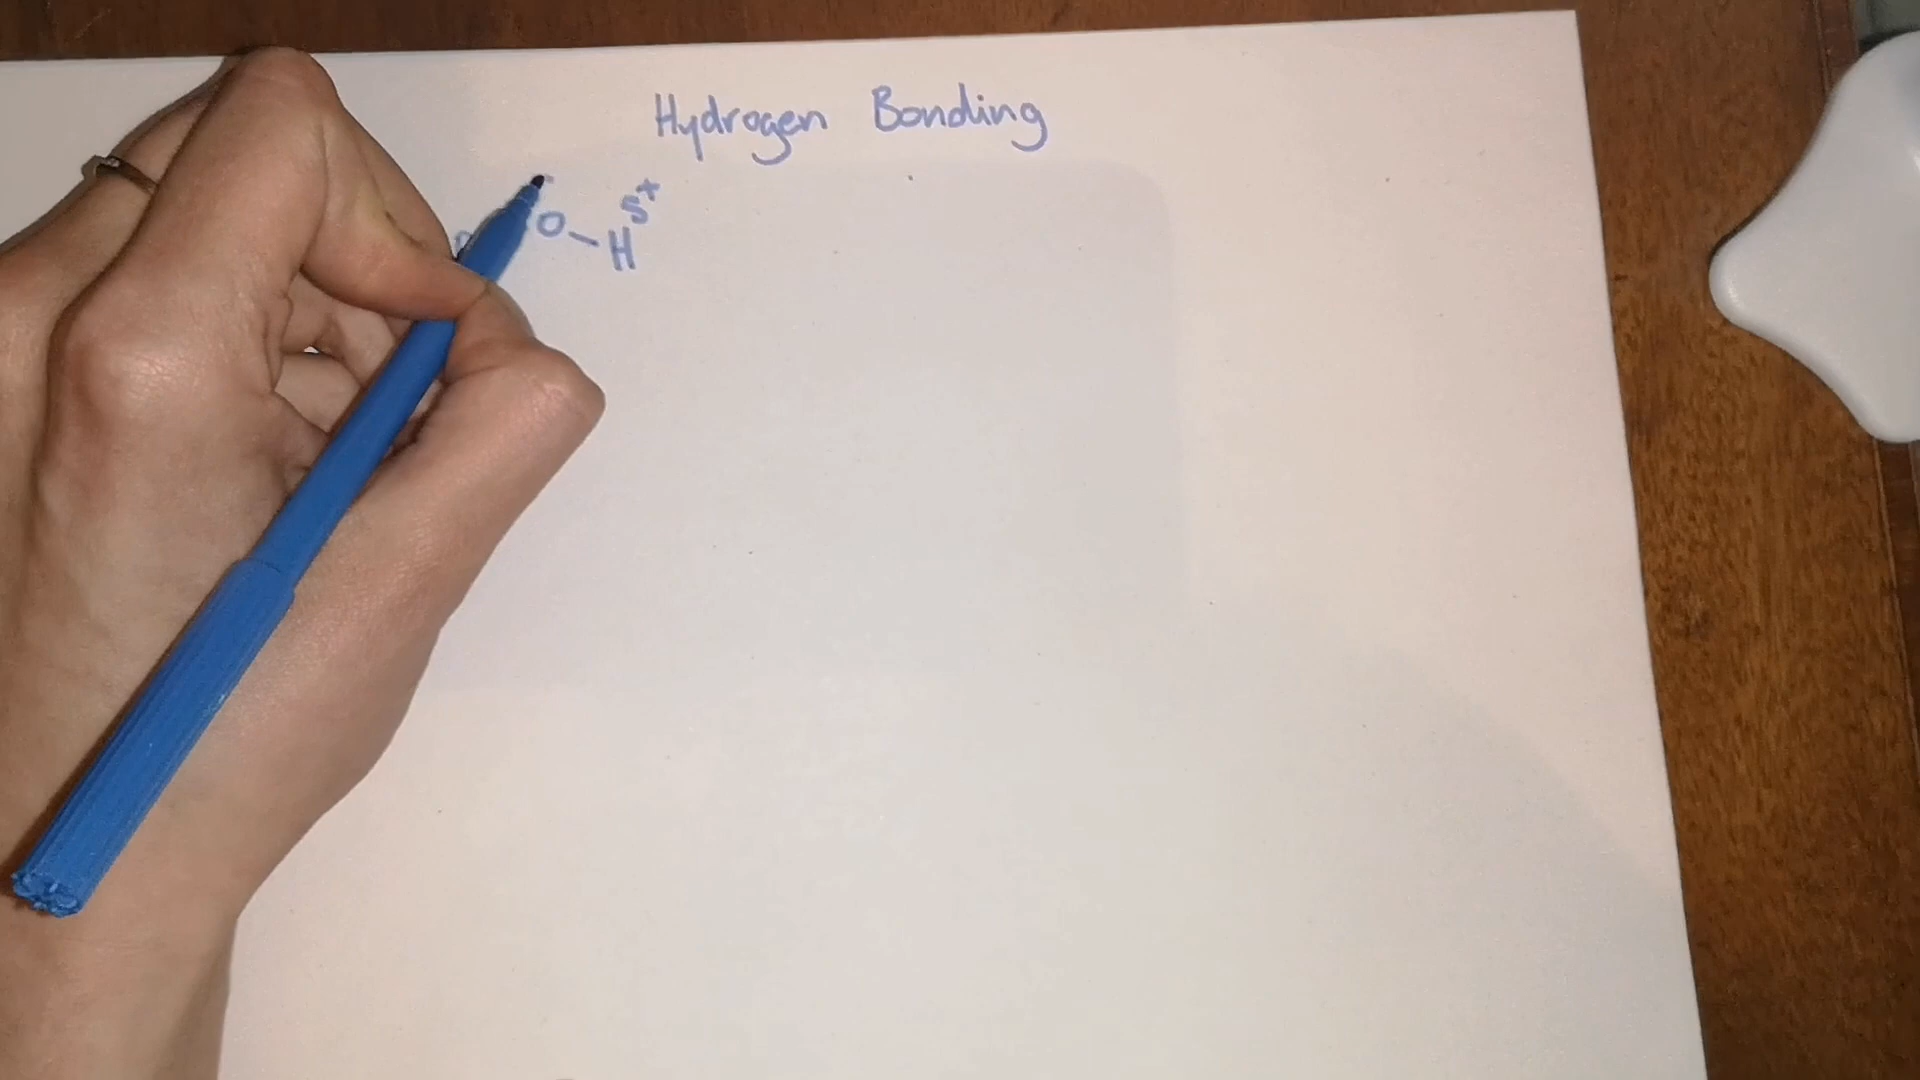 Hydrogen Bonding
O-H δ+